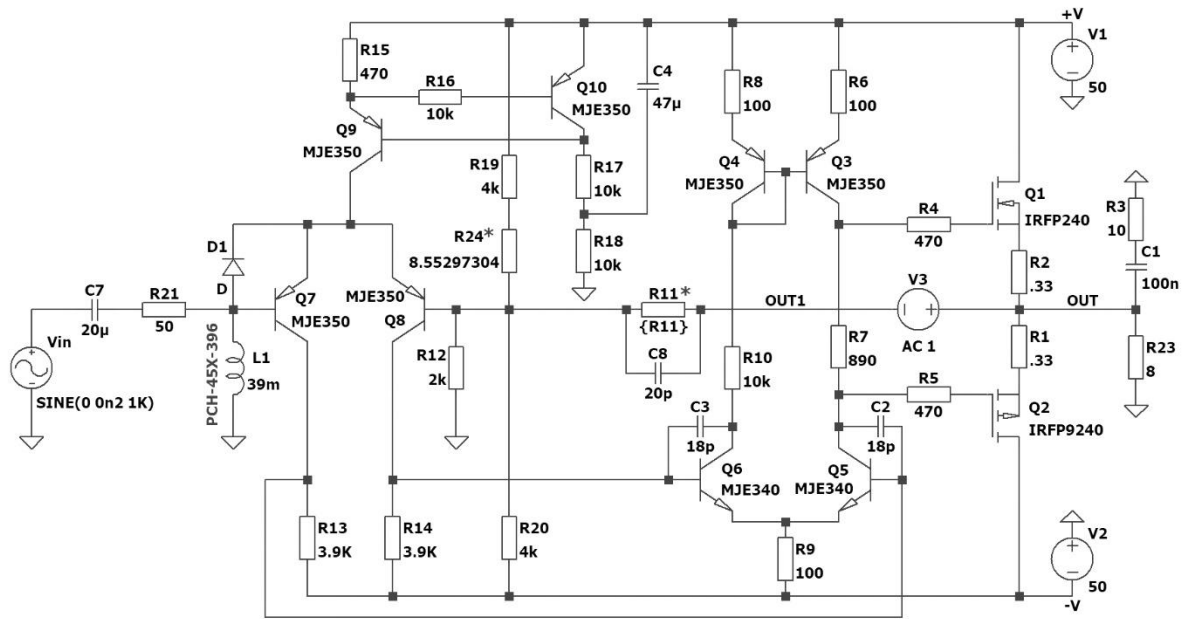 +V
V1
50
R15
470
R16
10k
Q10
MJE350
C4
47µ
R8
100
R6
100
Q9
MJE350
R19
4k
R17
10k
Q4
MJE350
Q3
MJE350
Q1
IRFP240
R3
10
C1
100n
R24*
8.55297304
R18
10k
R4
470
R2
.33
D1
D
C7
20µ
R21
50
Q7
MJE350
MJE350
Q8
R11*
{R11}
OUT1
V3
AC 1
OUT
Vin
SINE(0 0n2 1K)
PCH-45X-396
L1
39m
R12
2k
C8
20p
R10
10k
R7
890
R1
.33
R23
8
R5
470
Q2
IRFP9240
C3
18p
C2
18p
Q6
MJE340
Q5
MJE340
R13
3.9K
R14
3.9K
R20
4k
R9
100
V2
50
-V